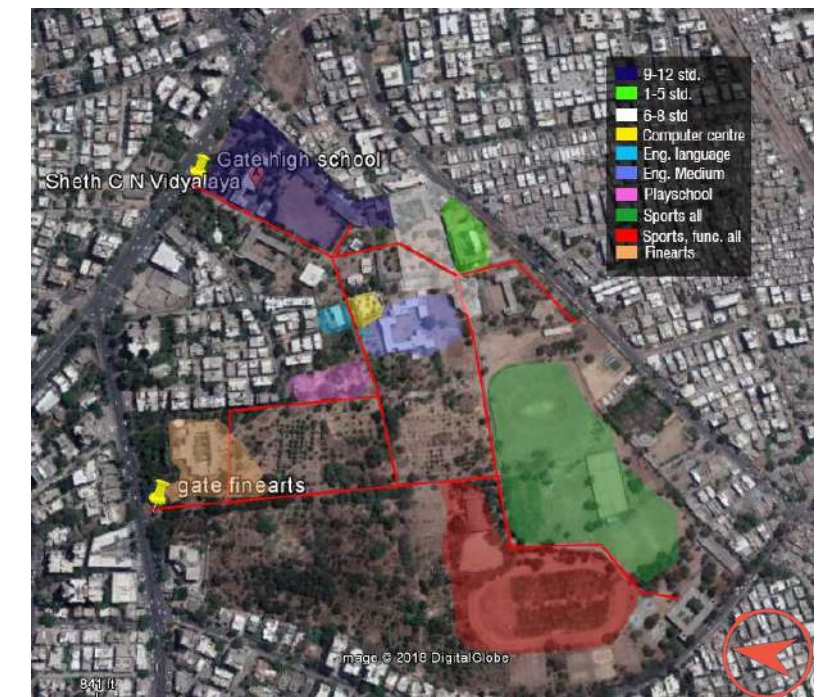 9-12 std.
1-5 std.
6-8 std
Computer centre
Eng. language
Eng. Medium
Playschool
Sports all
Sports, func. all
Finearts
Gate high school
Sheth C N Vidyalaya
gate finearts
image © 2018 DigitalGlobe
841 ft